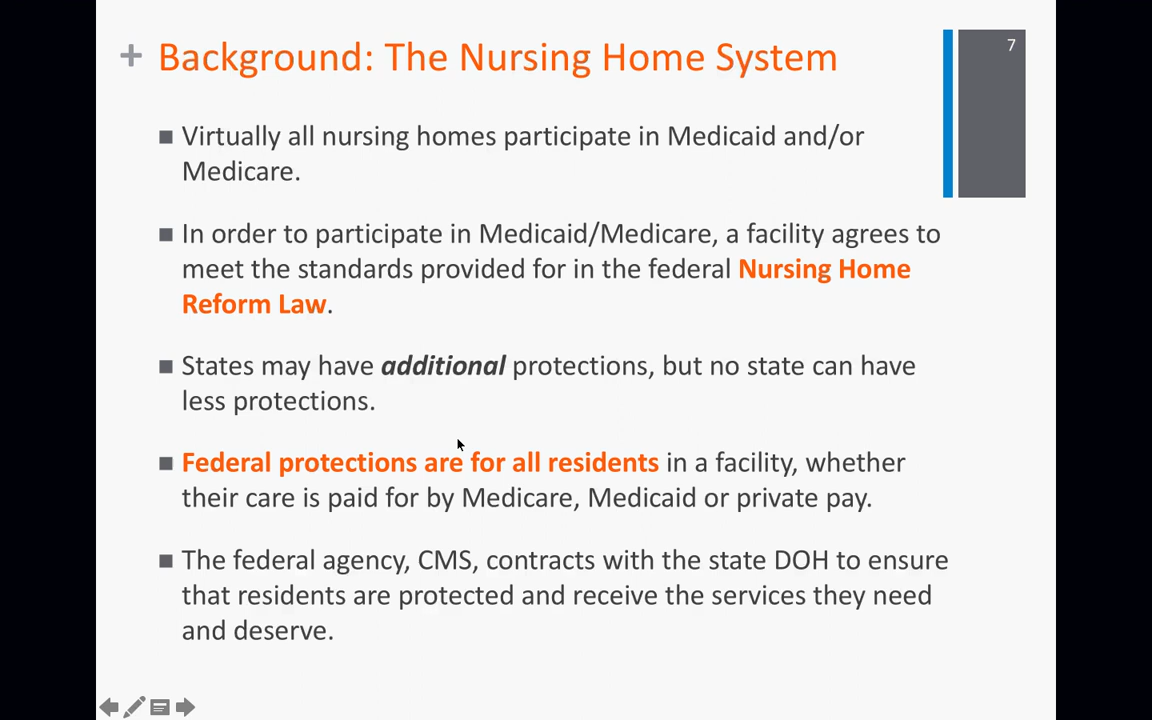 7
+ Background: The Nursing Home System
■ Virtually all nursing homes participate in Medicaid and/or
Medicare.
■ In order to participate in Medicaid/Medicare, a facility agrees to
meet the standards provided for in the federal Nursing Home
Reform Law.
■ States may have additional protections, but no state can have
less protections.
■ Federal protections are for all residents in a facility, whether
their care is paid for by Medicare, Medicaid or private pay.
■ The federal agency, CMS, contracts with the state DOH to ensure
that residents are protected and receive the services they need
and deserve.